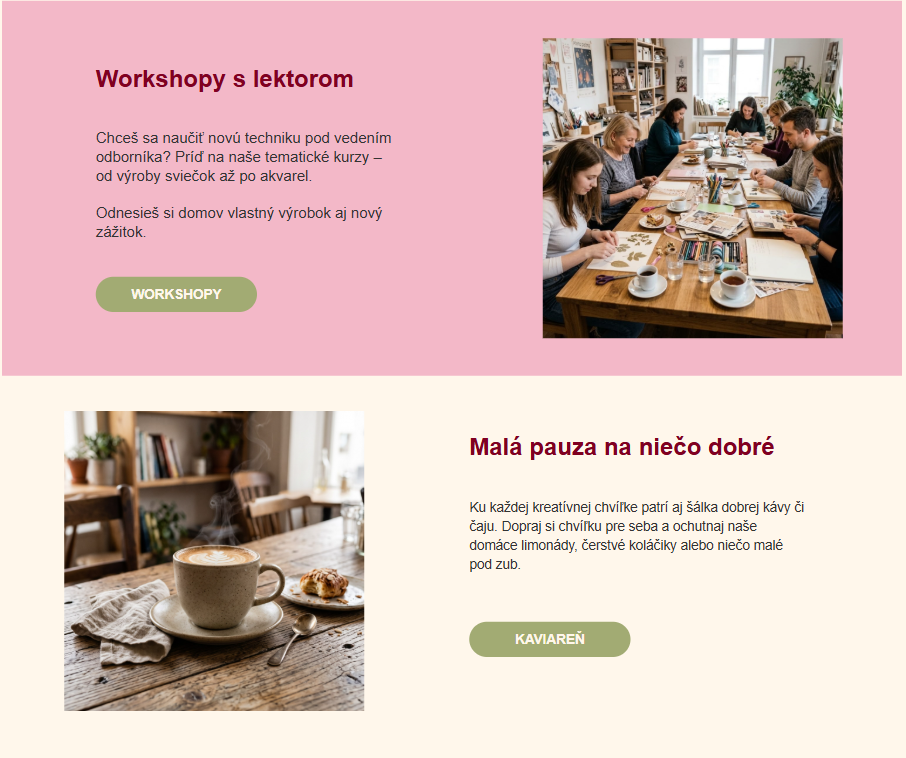 Workshopy s lektorom
Chceš sa naučiť novú techniku pod vedením
odborníka? Príď na naše tematické kurzy –
od výroby sviečok až po akvarel.
Odnesieš si domov vlastný výrobok aj nový
zážitok.
WORKSHOPY
Malá pauza na niečo dobré
Ku každej kreatívnej chvíľke patrí aj šálka dobrej kávy či
čaju. Dopraj si chvíľku pre seba a ochutnaj naše
domáce limonády, čerstvé koláčiky alebo niečo malé
pod zub.
KAVIAREŇ